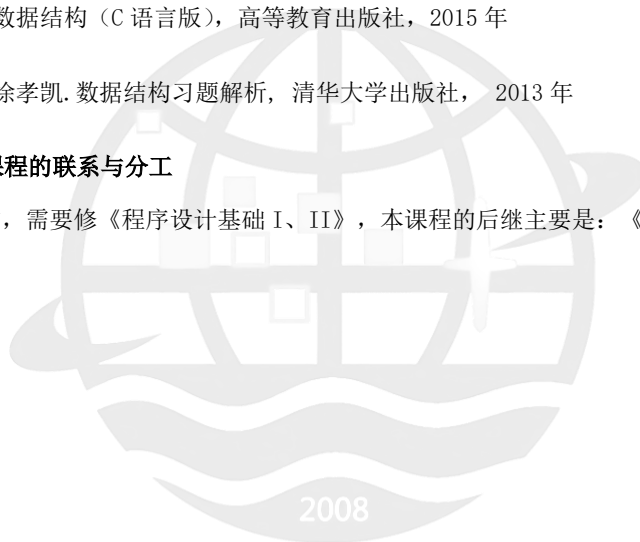 数据结构（C 语言版），高等教育出版社，2015 年
徐孝凯.数据结构习题解析, 清华大学出版社， 2013 年
课程的联系与分工
，需要修《程序设计基础 I、II》，本课程的后继主要是：《
2008